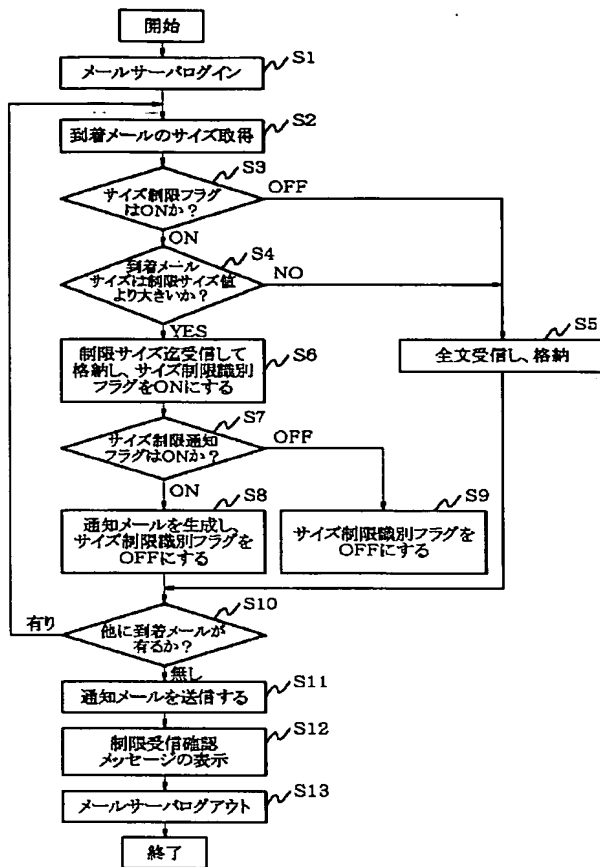 開始
メールサーバログイン
S1
到着メールのサイズ取得
S2
サイズ制限フラグ
はONか？
S3
OFF
ON
到着メール
サイズは制限サイズ値
より大きいか？
S4
NO
YES
制限サイズ迄受信して
格納し、サイズ制限識別
フラグをONにする
S6
全文受信し、格納
S5
サイズ制限通知
フラグはONか？
S7
OFF
ON
通知メールを生成し、
サイズ制限識別フラグを
OFFにする
S8
サイズ制限識別フラグを
OFFにする
S9
他に到着メールが
有るか？
S10
有り
無し
通知メールを送信する
S11
制限受信確認
メッセージの表示
S12
メールサーバログアウト
S13
終了